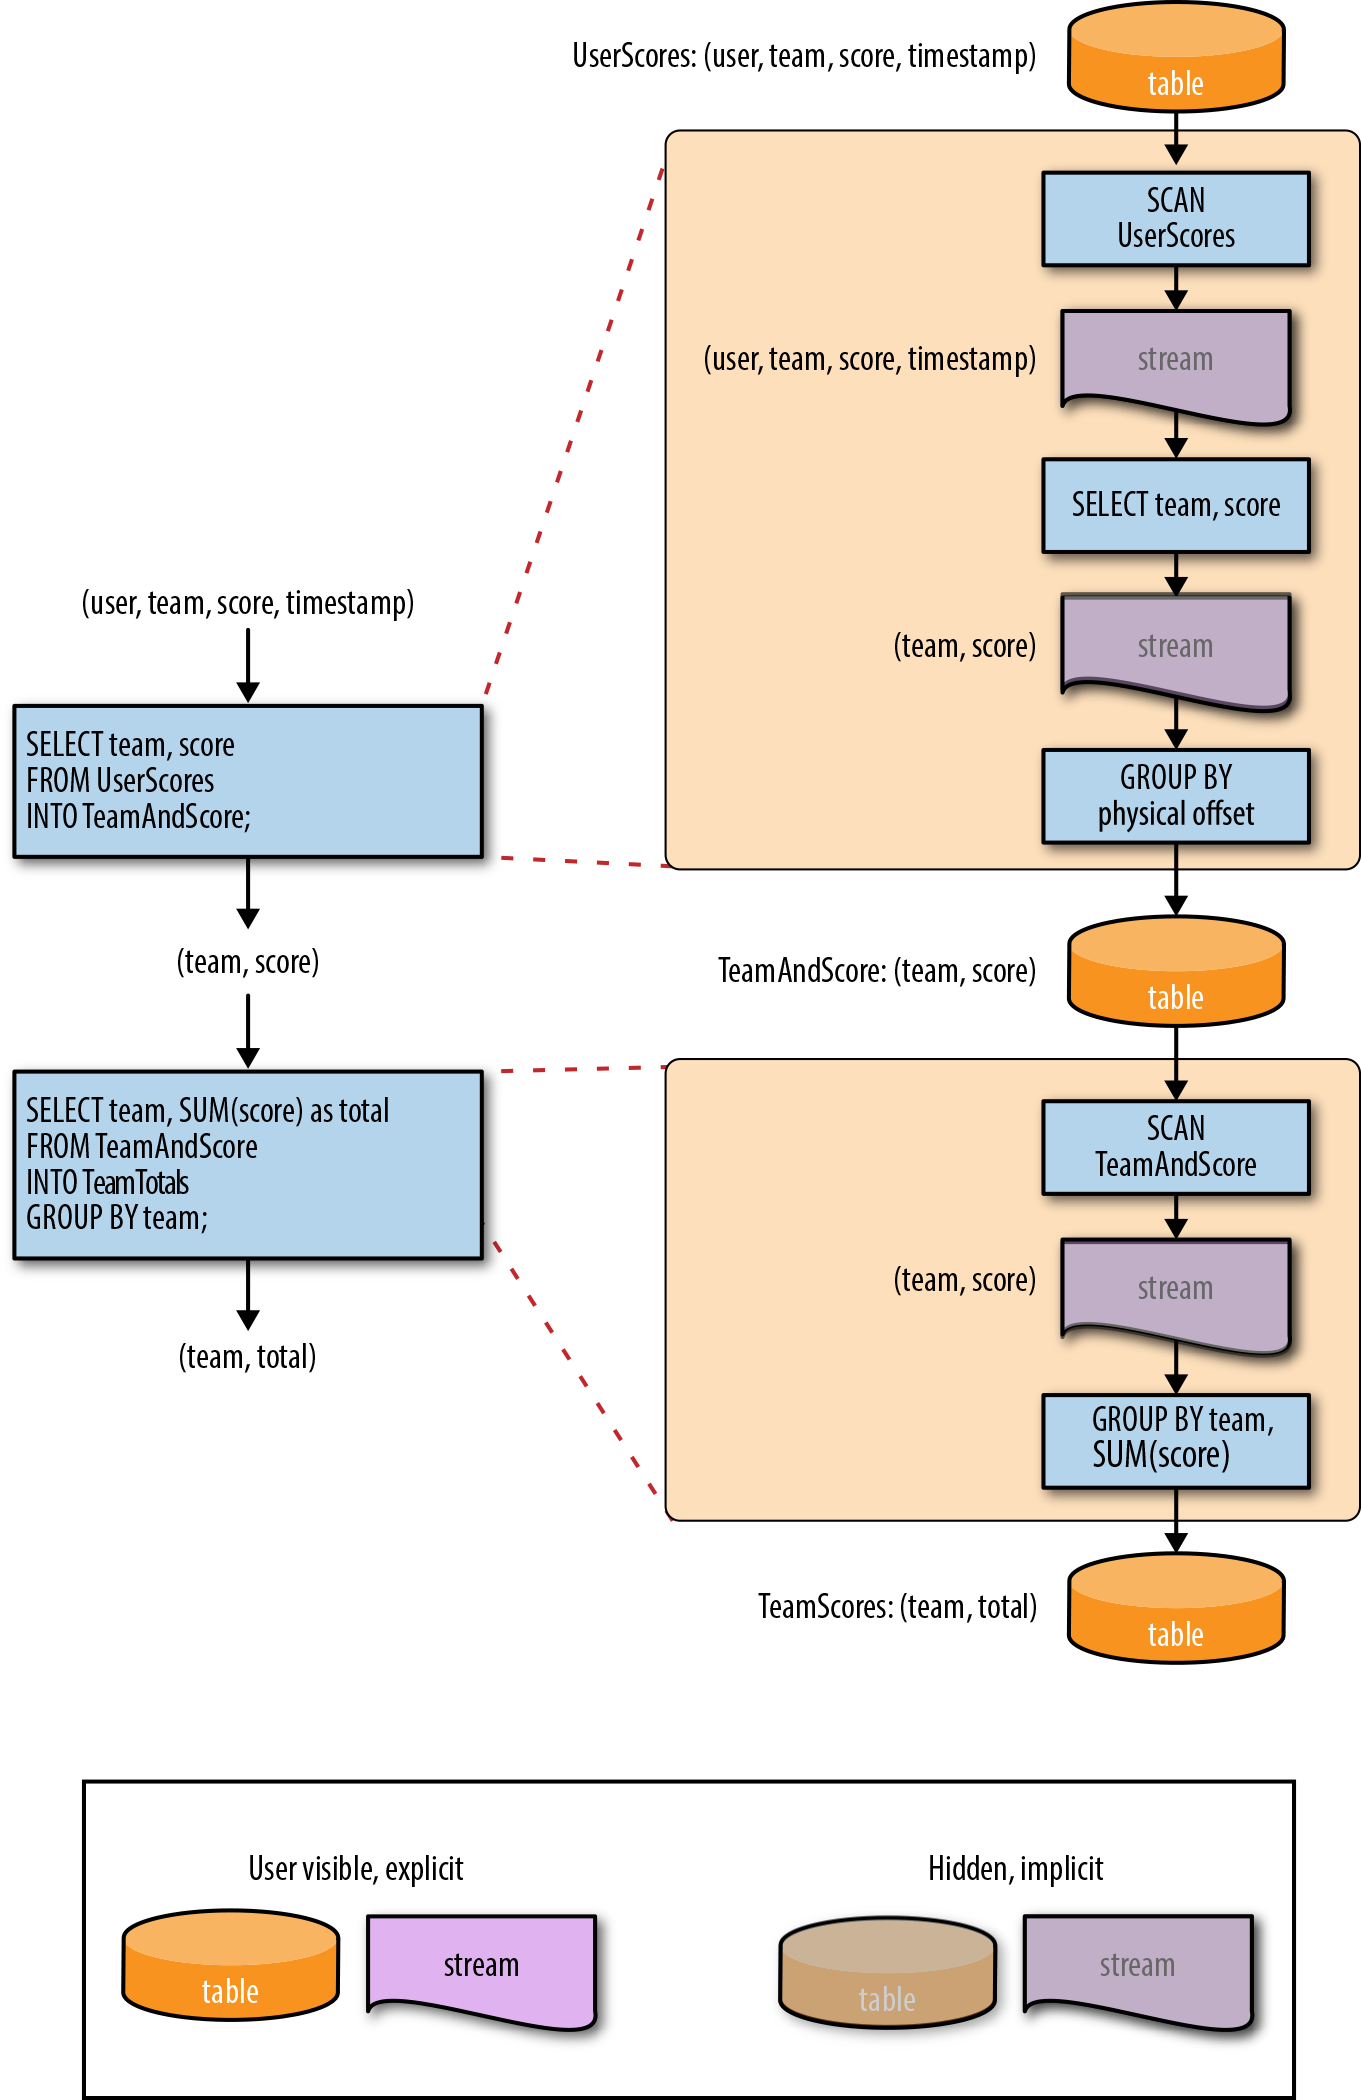 UserScores: (user, team, score, timestamp)
table
SCAN
UserScores
(user, team, score, timestamp)
stream
SELECT team, score
(team, score)
stream
GROUP BY
physical offset
(user, team, score, timestamp)
SELECT team, score
FROM UserScores
INTO TeamAndScore;
(team, score)
TeamAndScore: (team, score)
table
SELECT team, SUM(score) as total
FROM TeamAndScore
INTO TeamTotals
GROUP BY team;
(team, total)
SCAN
TeamAndScore
(team, score)
stream
GROUP BY team,
SUM(score)
TeamScores: (team, total)
table
User visible, explicit
table
stream
Hidden, implicit
table
stream